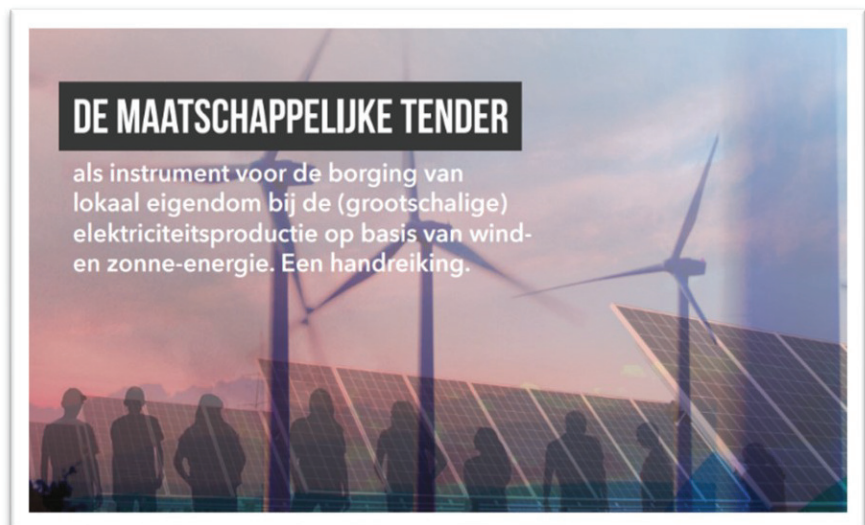 DE MAATSCHAPPELIJKE TENDER
als instrument voor de borging van
lokaal eigendom bij de (grootschalige)
elektriciteitsproductie op basis van wind-
en zonne-energie. Een handreiking.